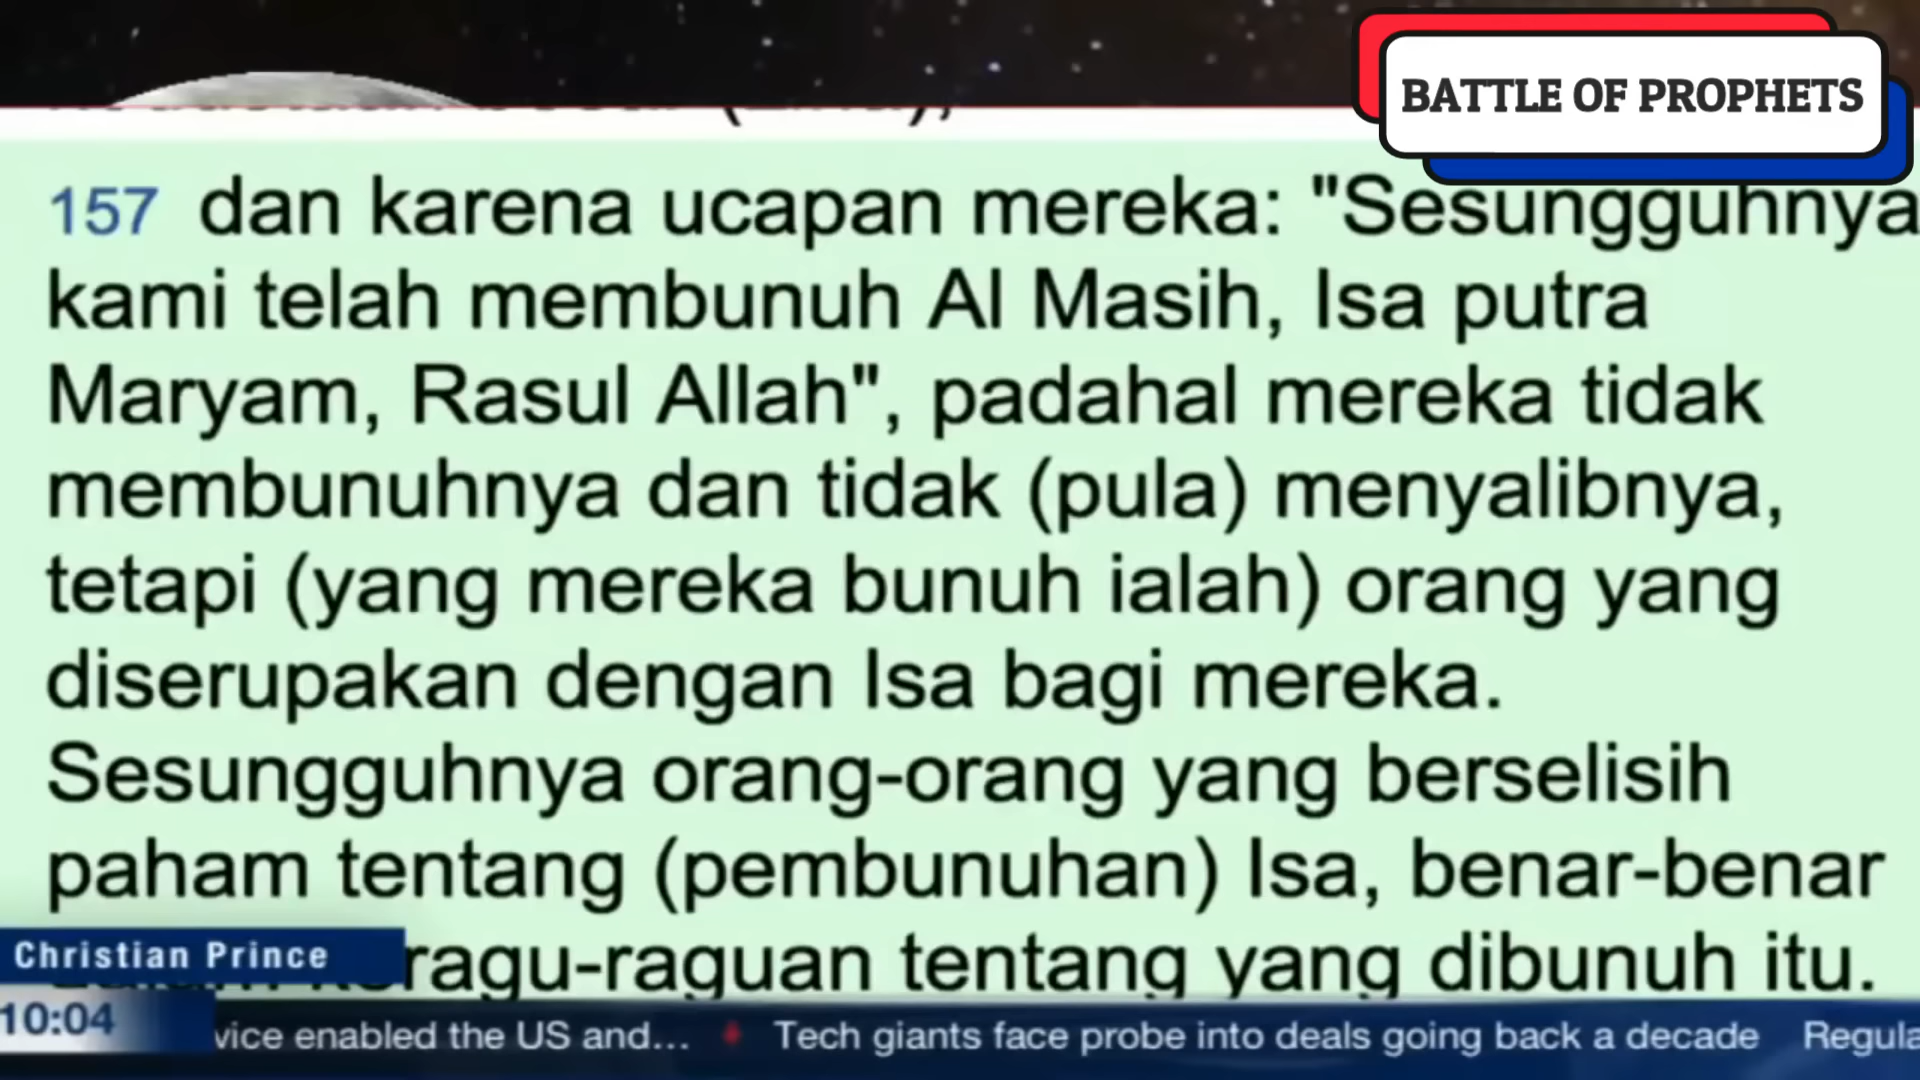 BATTLE OF PROPHETS
157 dan karena ucapan mereka: "Sesungguhnya
kami telah membunuh Al Masih, Isa putra
Maryam, Rasul Allah", padahal mereka tidak
membunuhnya dan tidak (pula) menyalibnya,
tetapi (yang mereka bunuh ialah) orang yang
diserupakan dengan Isa bagi mereka.
Sesungguhnya orang-orang yang berselisih
paham tentang (pembunuhan) Isa, benar-benar
ragu-raguan tentang yang dibunuh itu.
Christian Prince
10:04
vice enabled the US and... Tech giants face probe into deals going back a decade Regula